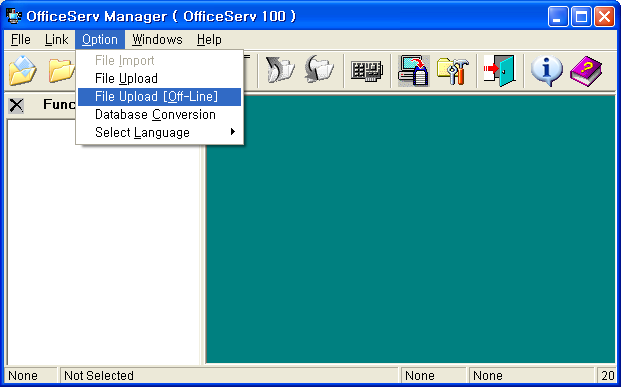 OfficeServ Manager ( OfficeServ 100 )
File Link Option Windows Help
File Import
File Upload
File Upload [Off-Line]
Database Conversion
Select Language
Func
None Not Selected None None 20